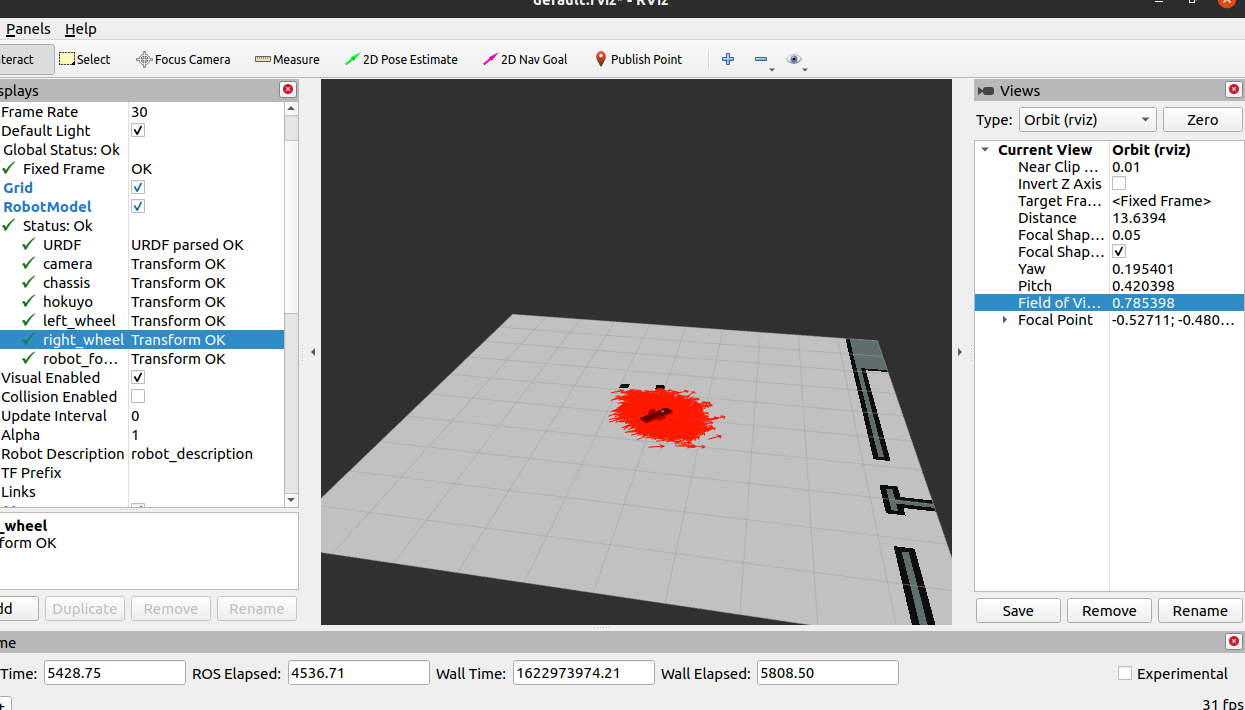 default.rviz* - RViz
Panels Help
teract Select Focus Camera Measure 2D Pose Estimate 2D Nav Goal Publish Point
splays
Frame Rate 30
Default Light
Global Status: Ok
Fixed Frame OK
Grid
RobotModel
Status: Ok
URDF URDF parsed OK
camera Transform OK
chassis Transform OK
hokuyo Transform OK
left_wheel Transform OK
right_wheel Transform OK
robot_fo... Transform OK
Visual Enabled
Collision Enabled
Update Interval 0
Alpha 1
Robot Description robot_description
TF Prefix
Links
_wheel
form OK
dd Duplicate Remove Rename
Views
Type: Orbit (rviz) Zero
Current View Orbit (rviz)
Near Clip ... 0.01
Invert Z Axis
Target Fra... <Fixed Frame>
Distance 13.6394
Focal Shap... 0.05
Focal Shap...
Yaw 0.195401
Pitch 0.420398
Field of Vi... 0.785398
Focal Point -0.52711; -0.480...
Save Remove Rename
me
Time: 5428.75 ROS Elapsed: 4536.71 Wall Time: 1622973974.21 Wall Elapsed: 5808.50 Experimental
31 fps